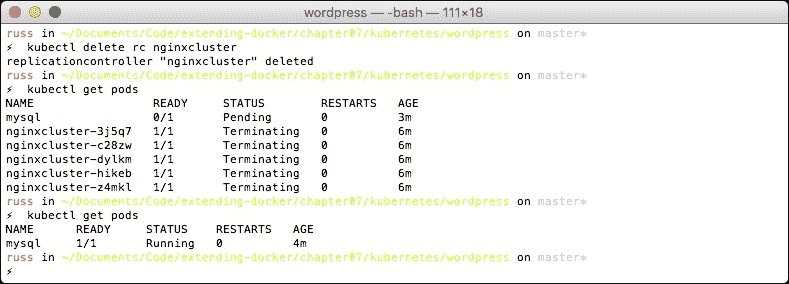 wordpress — -bash — 111×18
russ in ~/Documents/Code/extending-docker/chapter07/kubernetes/wordpress on master*
⚡ kubectl delete rc nginxcluster
replicationcontroller "nginxcluster" deleted
russ in ~/Documents/Code/extending-docker/chapter07/kubernetes/wordpress on master*
⚡ kubectl get pods
NAME READY STATUS RESTARTS AGE
mysql 0/1 Pending 0 3m
nginxcluster-3j5q7 1/1 Terminating 0 6m
nginxcluster-c28zw 1/1 Terminating 0 6m
nginxcluster-dylkm 1/1 Terminating 0 6m
nginxcluster-hikeb 1/1 Terminating 0 6m
nginxcluster-z4mkl 1/1 Terminating 0 6m
russ in ~/Documents/Code/extending-docker/chapter07/kubernetes/wordpress on master*
⚡ kubectl get pods
NAME READY STATUS RESTARTS AGE
mysql 1/1 Running 0 4m
russ in ~/Documents/Code/extending-docker/chapter07/kubernetes/wordpress on master*
⚡